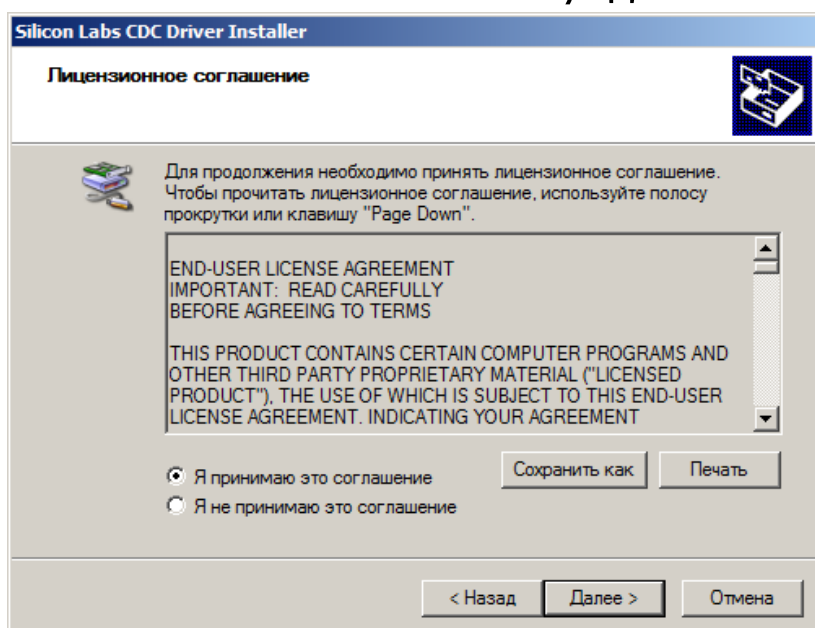 Silicon Labs CDC Driver Installer
Лицензионное соглашение
Для продолжения необходимо принять лицензионное соглашение.
Чтобы прочитать лицензионное соглашение, используйте полосу
прокрутки или клавишу "Page Down".
END-USER LICENSE AGREEMENT
IMPORTANT: READ CAREFULLY
BEFORE AGREEING TO TERMS
THIS PRODUCT CONTAINS CERTAIN COMPUTER PROGRAMS AND
OTHER THIRD PARTY PROPRIETARY MATERIAL ("LICENSED
PRODUCT"), THE USE OF WHICH IS SUBJECT TO THIS END-USER
LICENSE AGREEMENT. INDICATING YOUR AGREEMENT
Я принимаю это соглашение
Сохранить как
Печать
Я не принимаю это соглашение
< Назад
Далее >
Отмена